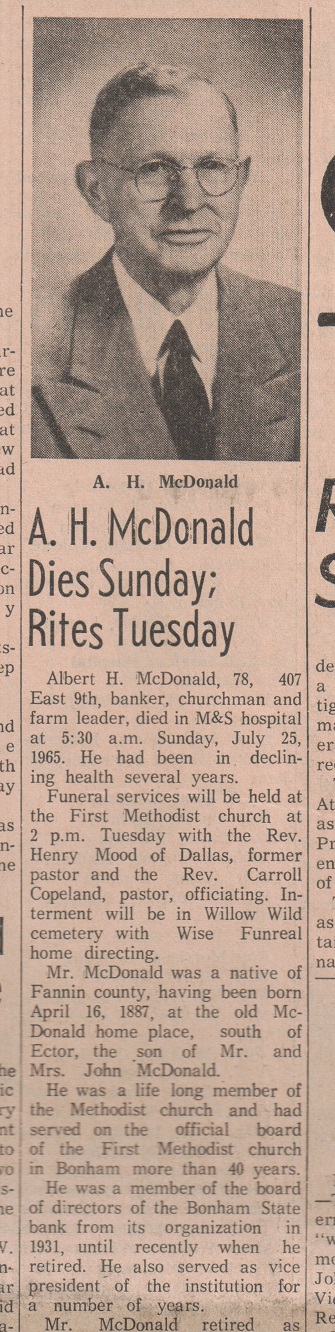 A. H. McDonald
A. H. McDonald
Dies Sunday;
Rites Tuesday
Albert H. McDonald, 78, 407
East 9th, banker, churchman and
farm leader, died in M&S hospital
at 5:30 a.m. Sunday, July 25,
1965. He had been in declin-
ing health several years.
Funeral services will be held at
the First Methodist church at
2 p.m. Tuesday with the Rev.
Henry Mood of Dallas, former
pastor and the Rev. Carroll
Copeland, pastor, officiating. In-
terment will be in Willow Wild
cemetery with Wise Funreal
home directing.
Mr. McDonald was a native of
Fannin county, having been born
April 16, 1887, at the old Mc-
Donald home place, south of
Ector, the son of Mr. and
Mrs. John McDonald.
He was a life long member of
the Methodist church and had
served on the official board
of the First Methodist church
in Bonham more than 40 years.
He was a member of the board
of directors of the Bonham State
bank from its organization in
1931, until recently when he
retired. He also served as vice
president of the institution for
a number of years.
Mr. McDonald retired as